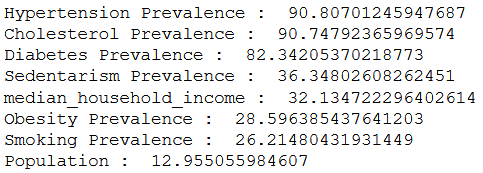 Hypertension Prevalence :  90.80701245947687
Cholesterol Prevalence :  90.74792365969574
Diabetes Prevalence :  82.34205370218773
Sedentarism Prevalence :  36.34802608262451
median_household_income :  32.134722296402614
Obesity Prevalence :  28.596385437641203
Smoking Prevalence :  26.21480431931449
Population :  12.955055984607